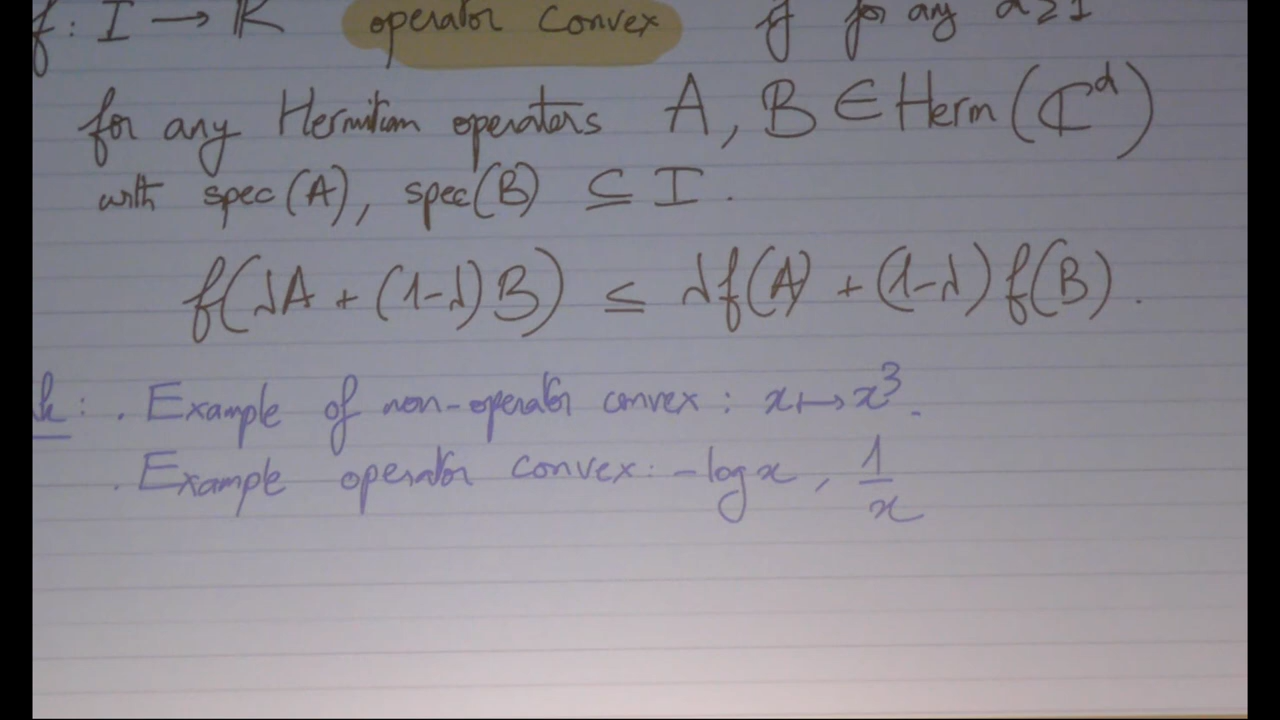 f: I → ℝ operator convex if for any d ≥ 1
for any Hermitian operators A, B ∈ Herm(ℂ^d)
with spec(A), spec(B) ⊆ I.
f(λA + (1-λ)B) ≤ λf(A) + (1-λ)f(B).
. Example of non-operator convex: x ↦ x³.
. Example operator convex: -log x, 1/x